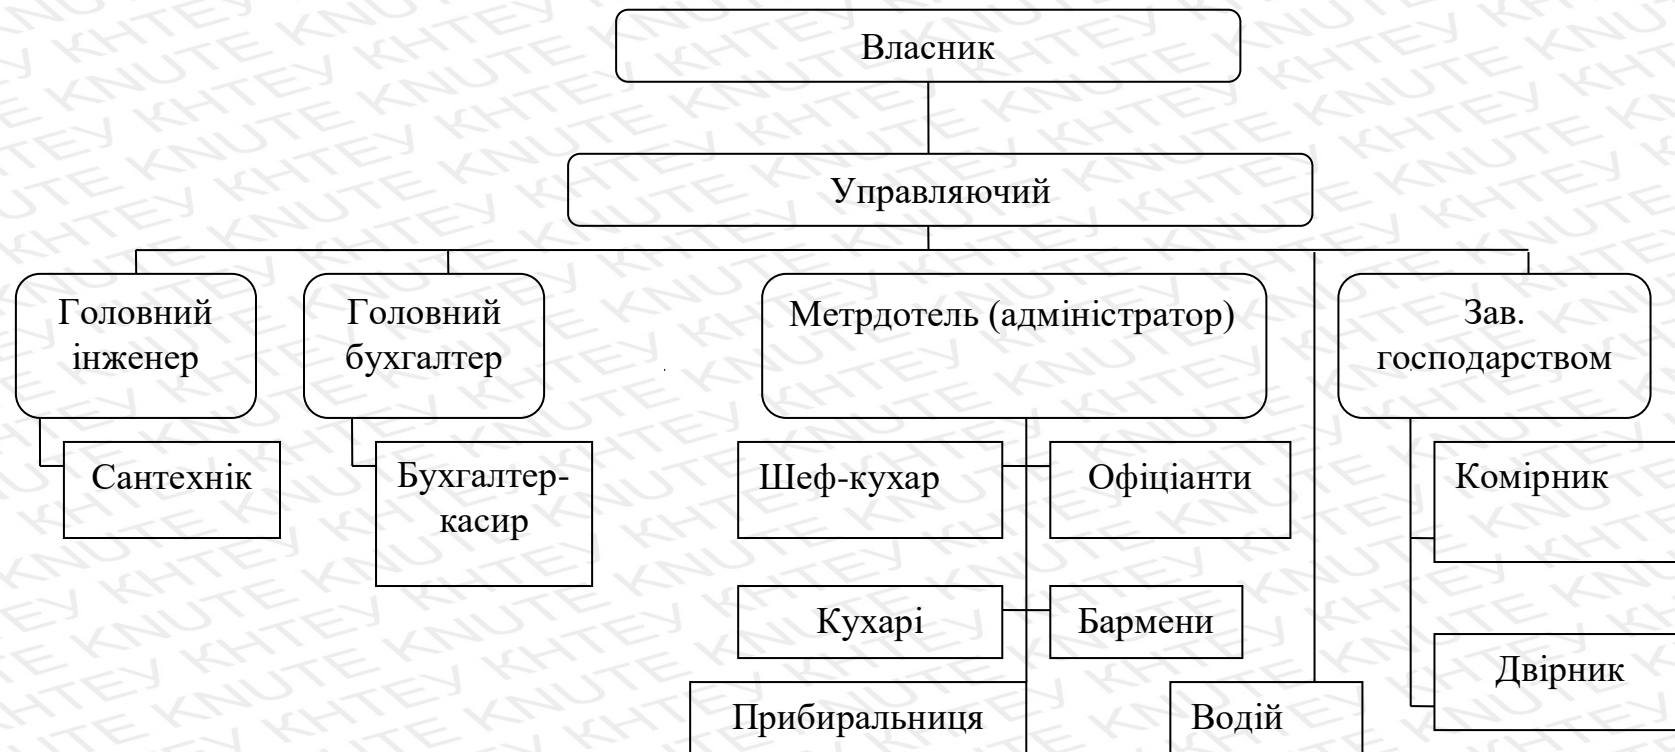 Власник
Управляючий
Головний
інженер
Головний
бухгалтер
Метрдотель (адміністратор)
Зав.
господарством
Сантехнік
Бухгалтер-
касир
Шеф-кухар
Офіціанти
Комірник
Кухарі
Бармени
Двірник
Прибиральниця
Водій